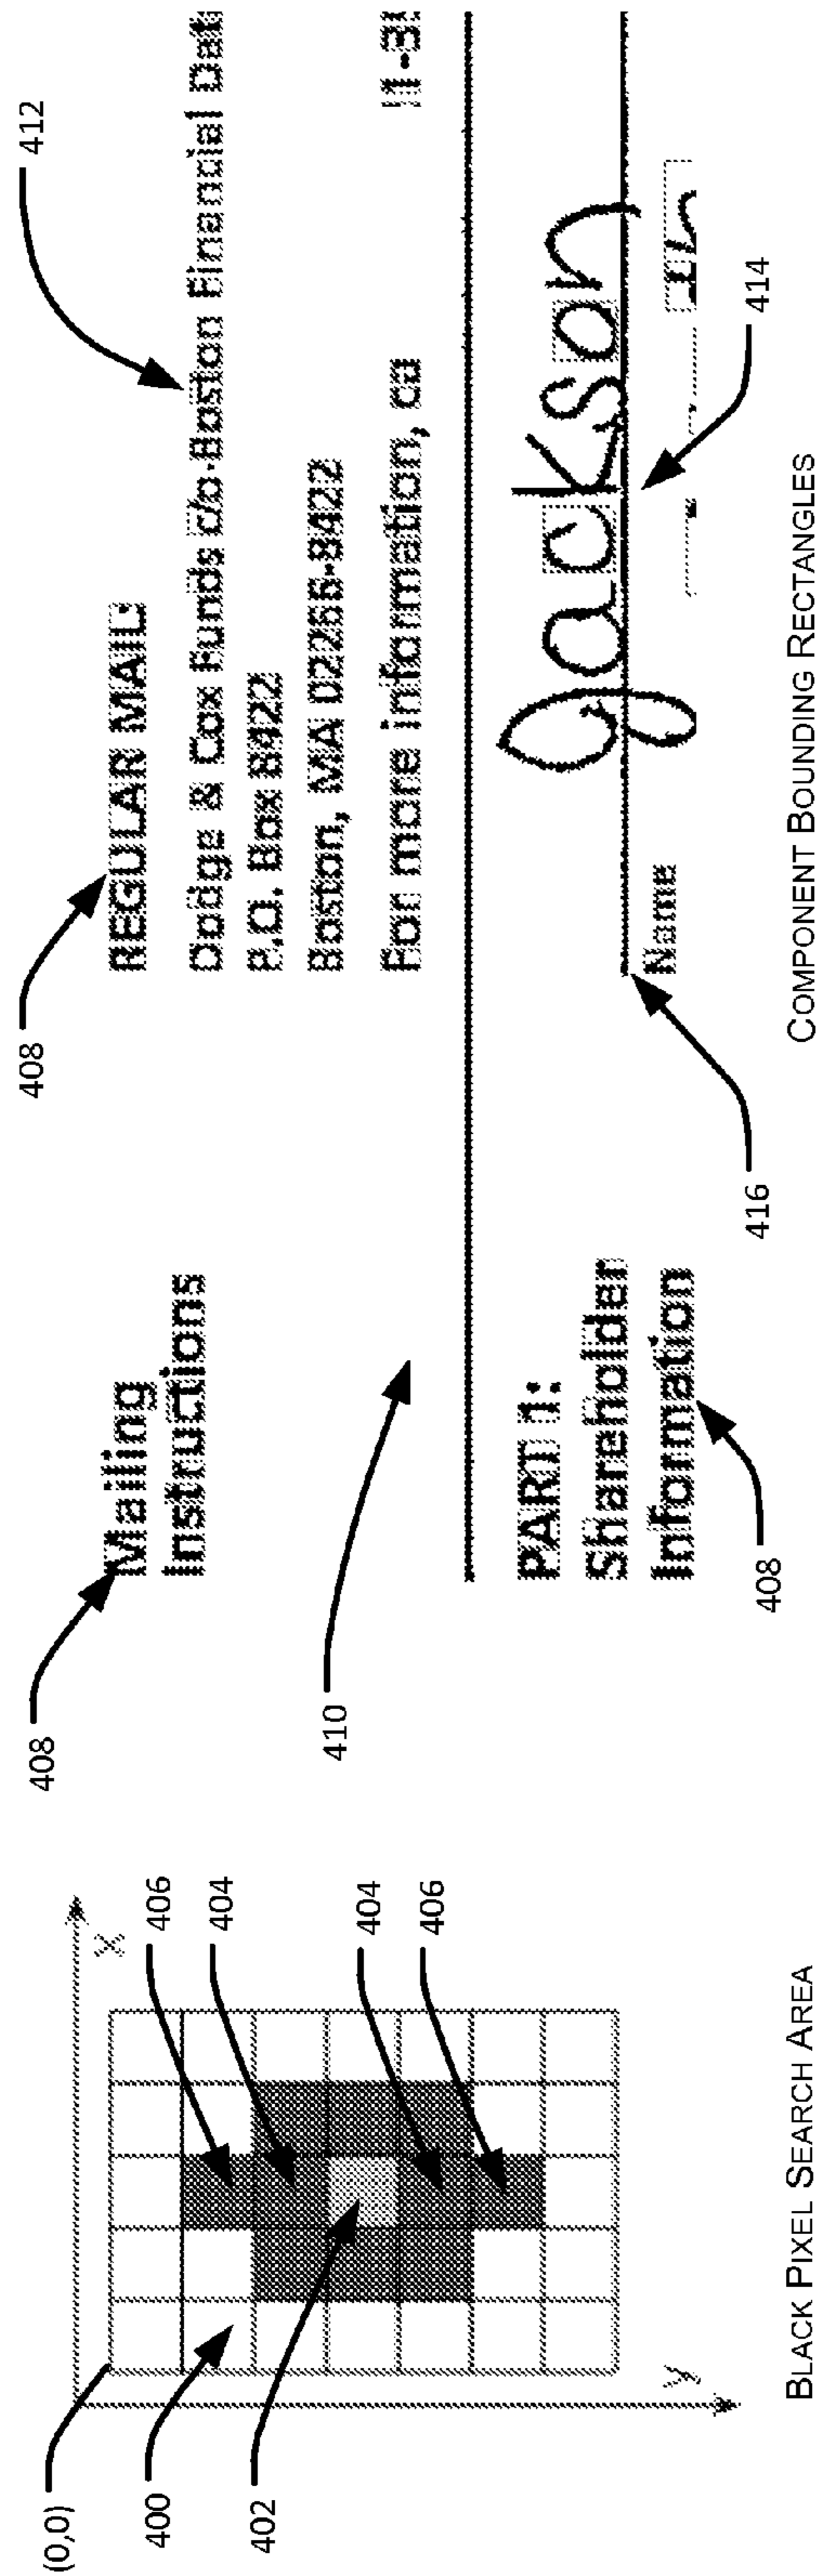 (0,0)
400
402
X
y
406
404
404
406
BLACK PIXEL SEARCH AREA
408
Mailing
Instructions
410
PART 1:
Shareholder
Information
408
408
REGULAR MAIL:
412
Dodge & Cox Funds c/o Boston Financial Dat
P.O. Box 8422
Boston, MA 02266-8422
For more information, ca
11-3
Jackson
414
416
Name
COMPONENT BOUNDING RECTANGLES